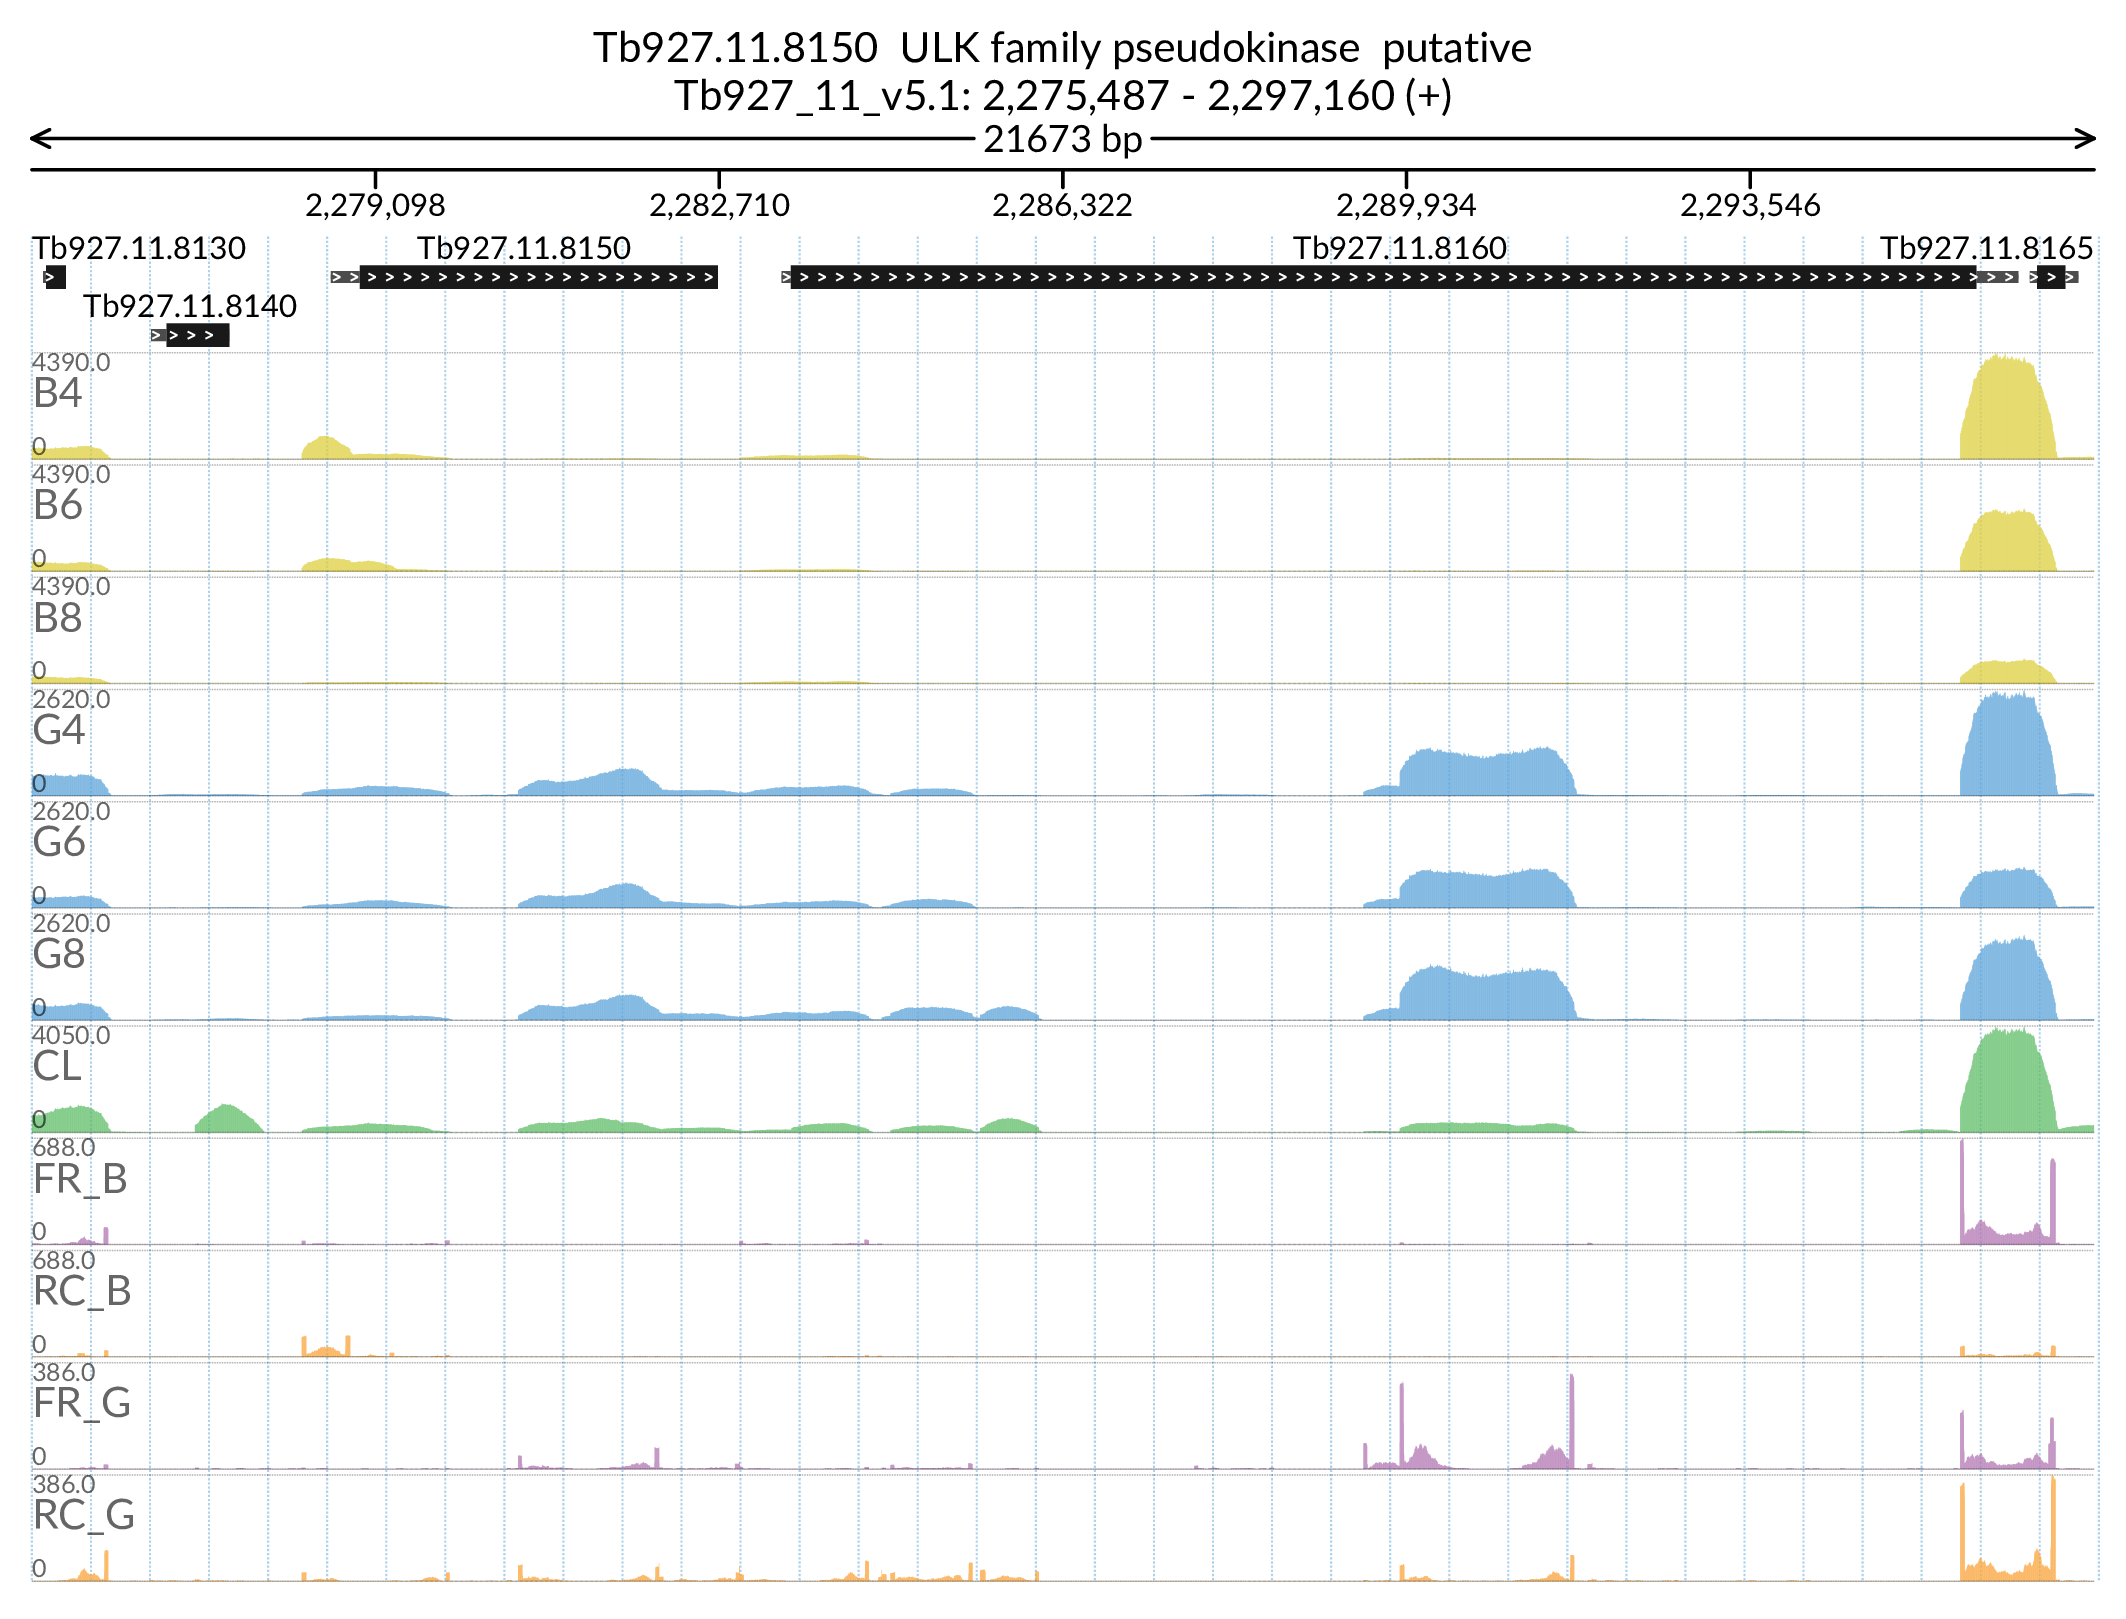 Tb927.11.8150  ULK family pseudokinase  putative
Tb927_11_v5.1: 2,275,487 - 2,297,160 (+)
21673 bp
2,279,098 2,282,710 2,286,322 2,289,934 2,293,546
Tb927.11.8130 Tb927.11.8150 Tb927.11.8160 Tb927.11.8165
Tb927.11.8140
4390.0
B4
0
4390.0
B6
0
4390.0
B8
0
2620.0
G4
0
2620.0
G6
0
2620.0
G8
0
4050.0
CL
0
688.0
FR_B
0
688.0
RC_B
0
386.0
FR_G
0
386.0
RC_G
0